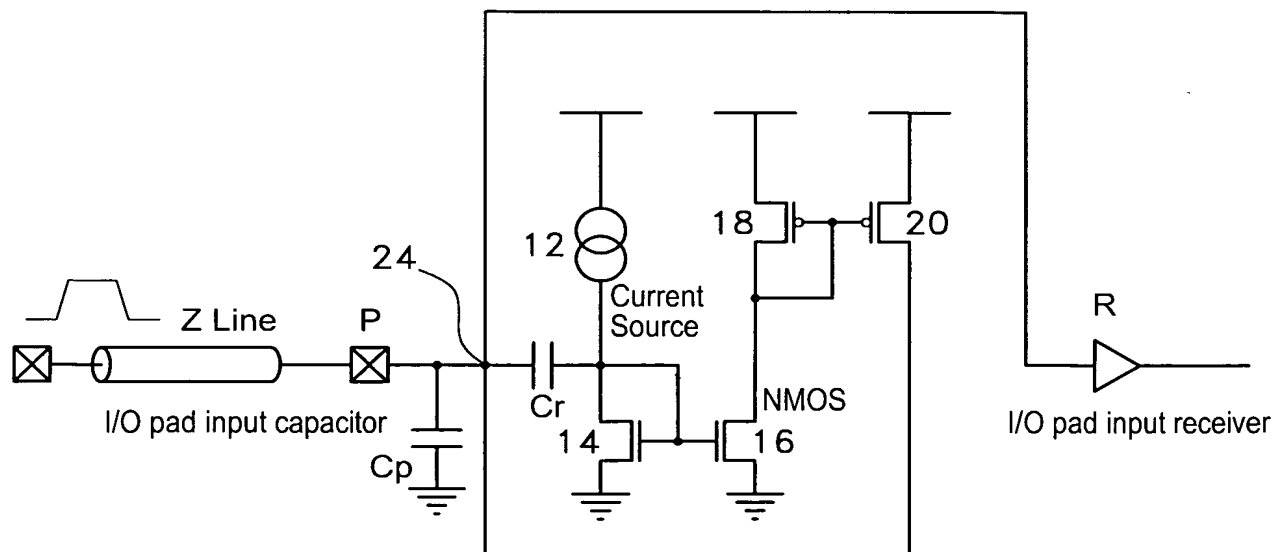 18
20
12
24
Current
Source
R
Z Line
P
Cr
NMOS
I/O pad input capacitor
14
16
I/O pad input receiver
Cp